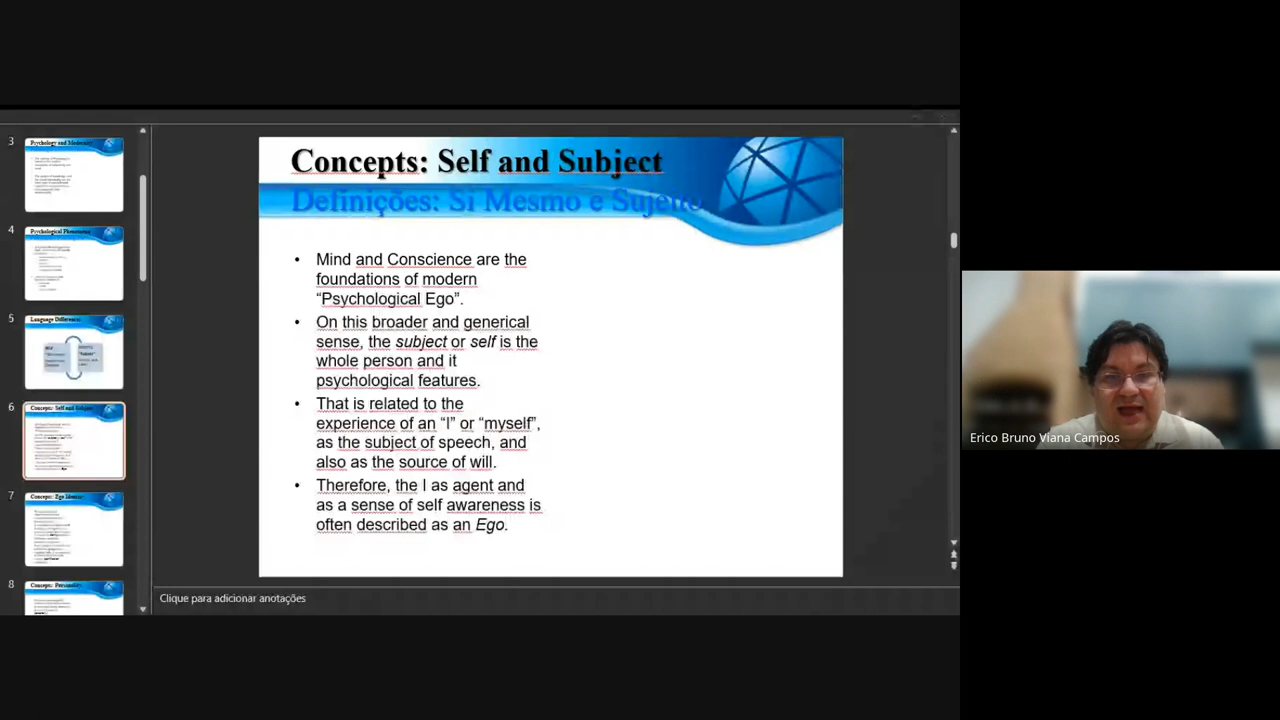 3
Psychology and Modernity
4
Psychological Phenomena
5
Language Differences
6
Concepts: Self and Subject
7
Concepts: Ego Identity
8
Concepts: Personality
Concepts: Self and Subject
Definições: Si Mesmo e Sujeito
• Mind and Conscience are the
foundations of modern
“Psychological Ego”.
• On this broader and generical
sense, the subject or self is the
whole person and it
psychological features.
• That is related to the
experience of an “I” or “myself”,
as the subject of speech, and
also as the source of will.
• Therefore, the I as agent and
as a sense of self awareness is
often described as an Ego.
Clique para adicionar anotações
Erico Bruno Viana Campos